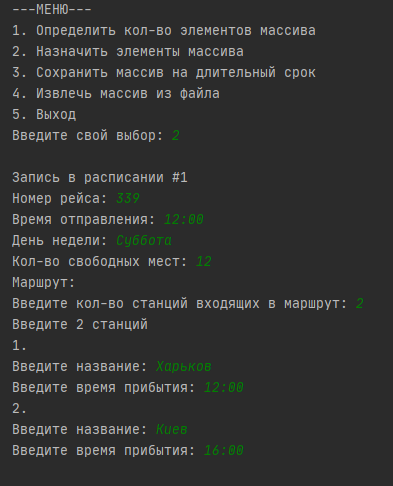 ---МЕНЮ---
1. Определить кол-во элементов массива
2. Назначить элементы массива
3. Сохранить массив на длительный срок
4. Извлечь массив из файла
5. Выход
Введите свой выбор: 2
Запись в расписании #1
Номер рейса: 339
Время отправления: 12:00
День недели: Суббота
Кол-во свободных мест: 12
Маршрут:
Введите кол-во станций входящих в маршрут: 2
Введите 2 станций
1.
Введите название: Харьков
Введите время прибытия: 12:00
2.
Введите название: Киев
Введите время прибытия: 16:00